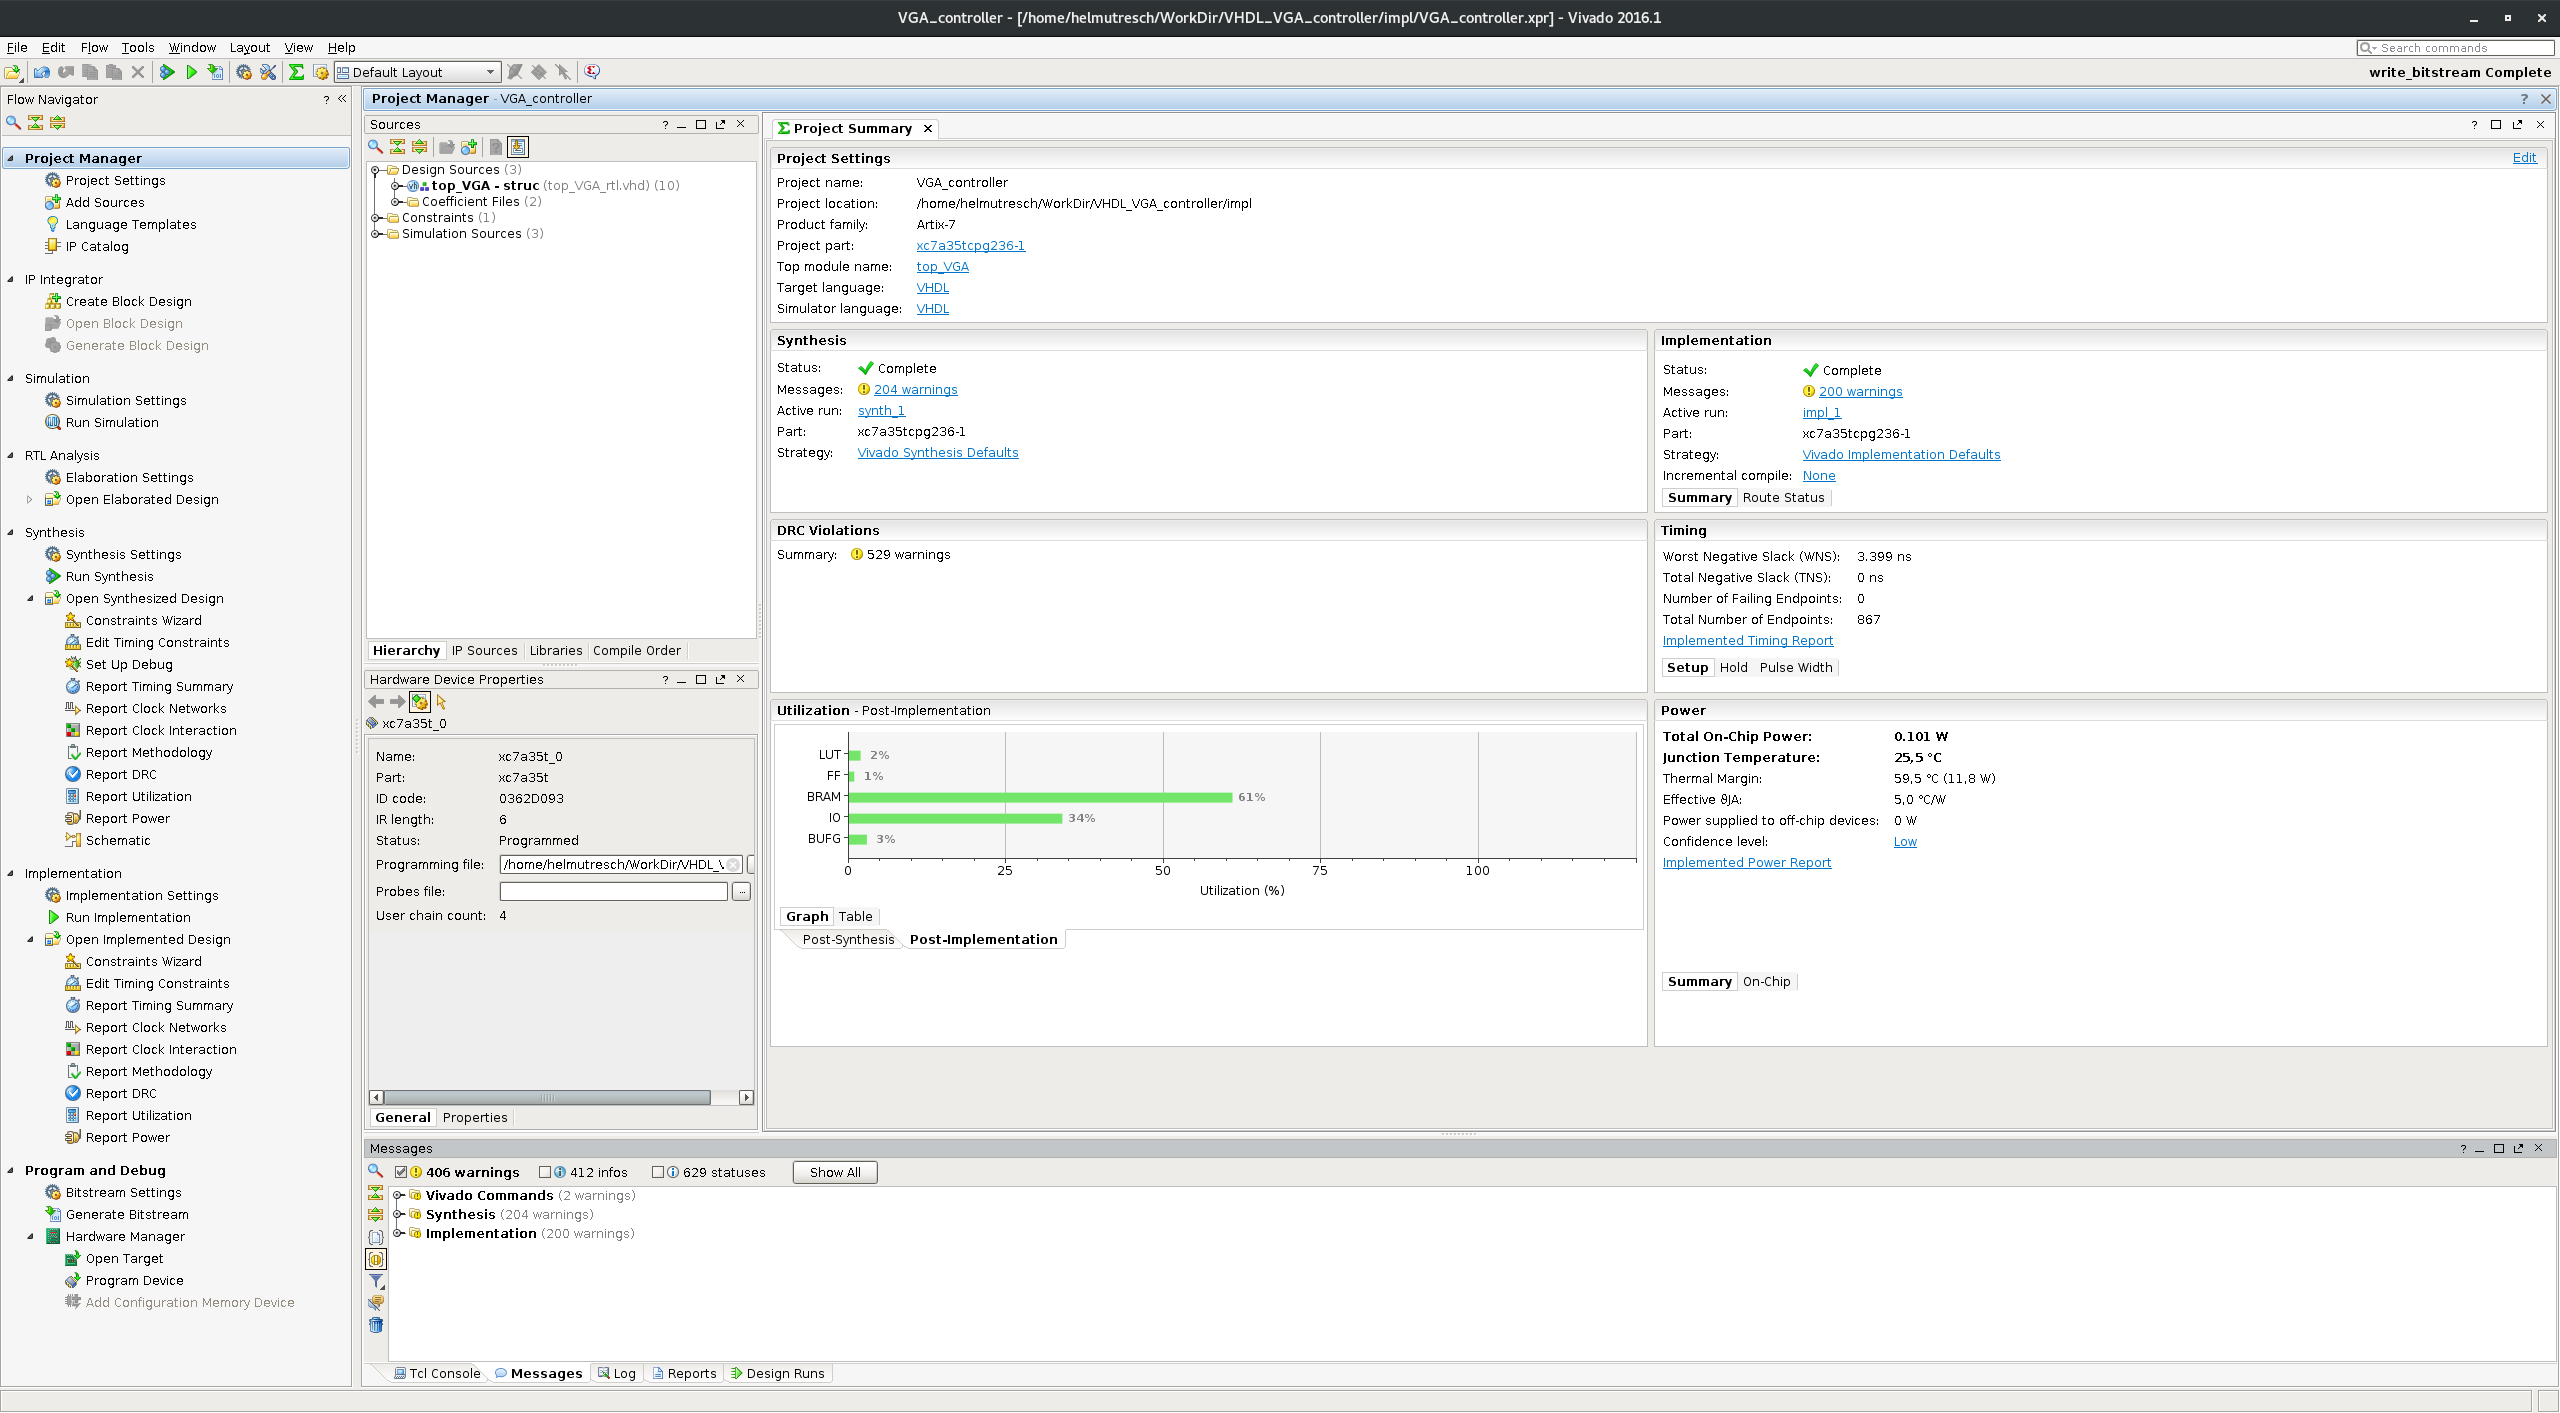 VGA_controller - [/home/helmutresch/WorkDir/VHDL_VGA_controller/impl/VGA_controller.xpr] - Vivado 2016.1
File Edit Flow Tools Window Layout View Help
Search commands
Default Layout
write_bitstream Complete
Flow Navigator
Project Manager
Project Settings
Add Sources
Language Templates
IP Catalog
IP Integrator
Create Block Design
Open Block Design
Generate Block Design
Simulation
Simulation Settings
Run Simulation
RTL Analysis
Elaboration Settings
Open Elaborated Design
Synthesis
Synthesis Settings
Run Synthesis
Open Synthesized Design
Constraints Wizard
Edit Timing Constraints
Set Up Debug
Report Timing Summary
Report Clock Networks
Report Clock Interaction
Report Methodology
Report DRC
Report Utilization
Report Power
Schematic
Implementation
Implementation Settings
Run Implementation
Open Implemented Design
Constraints Wizard
Edit Timing Constraints
Report Timing Summary
Report Clock Networks
Report Clock Interaction
Report Methodology
Report DRC
Report Utilization
Report Power
Program and Debug
Bitstream Settings
Generate Bitstream
Hardware Manager
Open Target
Program Device
Add Configuration Memory Device
Project Manager - VGA_controller
Sources
Design Sources (3)
top_VGA - struc (top_VGA_rtl.vhd) (10)
Coefficient Files (2)
Constraints (1)
Simulation Sources (3)
Hierarchy IP Sources Libraries Compile Order
Hardware Device Properties
xc7a35t_0
Name: xc7a35t_0
Part: xc7a35t
ID code: 0362D093
IR length: 6
Status: Programmed
Programming file: /home/helmutresch/WorkDir/VHDL_V
Probes file:
User chain count: 4
General Properties
Project Summary
Project Settings
Edit
Project name: VGA_controller
Project location: /home/helmutresch/WorkDir/VHDL_VGA_controller/impl
Product family: Artix-7
Project part: xc7a35tcpg236-1
Top module name: top_VGA
Target language: VHDL
Simulator language: VHDL
Synthesis
Status: Complete
Messages: 204 warnings
Active run: synth_1
Part: xc7a35tcpg236-1
Strategy: Vivado Synthesis Defaults
Implementation
Status: Complete
Messages: 200 warnings
Active run: impl_1
Part: xc7a35tcpg236-1
Strategy: Vivado Implementation Defaults
Incremental compile: None
Summary Route Status
DRC Violations
Summary: 529 warnings
Timing
Worst Negative Slack (WNS): 3.399 ns
Total Negative Slack (TNS): 0 ns
Number of Failing Endpoints: 0
Total Number of Endpoints: 867
Implemented Timing Report
Setup Hold Pulse Width
Utilization - Post-Implementation
LUT 2%
FF 1%
BRAM 61%
IO 34%
BUFG 3%
0 25 50 75 100
Utilization (%)
Graph Table
Post-Synthesis Post-Implementation
Power
Total On-Chip Power: 0.101 W
Junction Temperature: 25,5 °C
Thermal Margin: 59,5 °C (11,8 W)
Effective ϑJA: 5,0 °C/W
Power supplied to off-chip devices: 0 W
Confidence level: Low
Implemented Power Report
Summary On-Chip
Messages
406 warnings 412 infos 629 statuses Show All
Vivado Commands (2 warnings)
Synthesis (204 warnings)
Implementation (200 warnings)
Tcl Console Messages Log Reports Design Runs